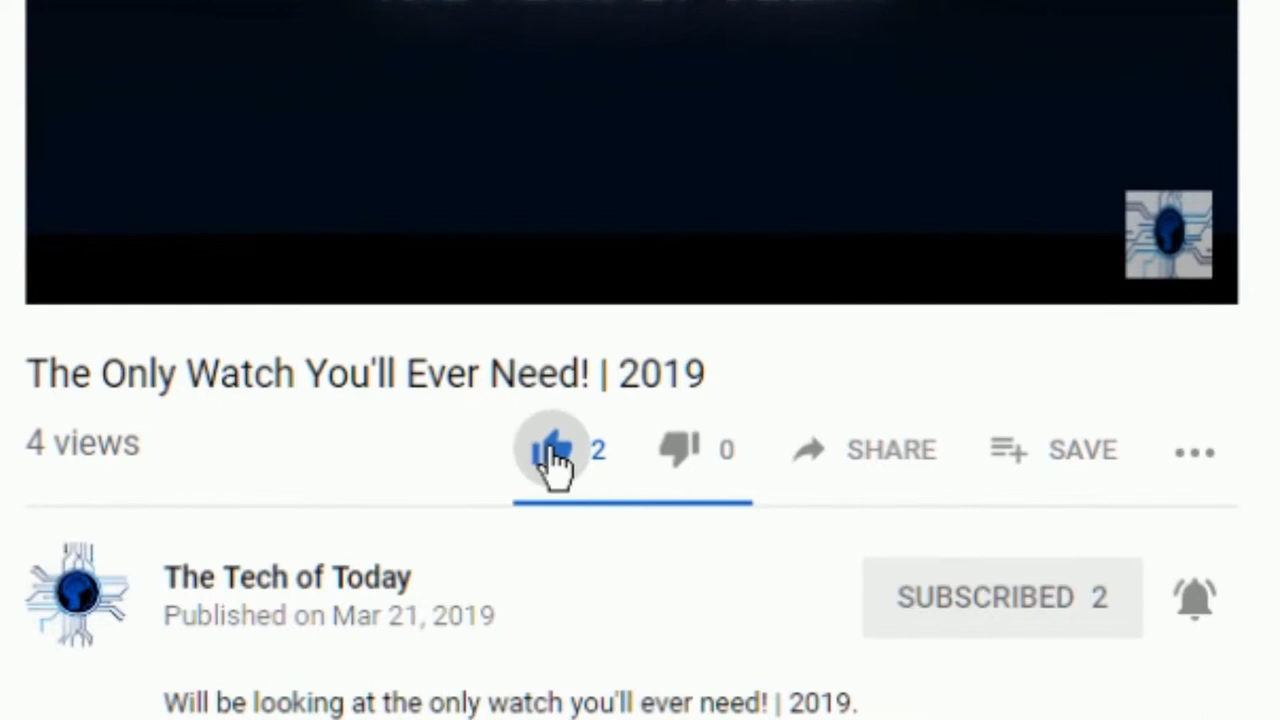 The Only Watch You'll Ever Need! | 2019
4 views
2 0 SHARE SAVE
The Tech of Today
Published on Mar 21, 2019
SUBSCRIBED 2
Will be looking at the only watch you'll ever need! | 2019.